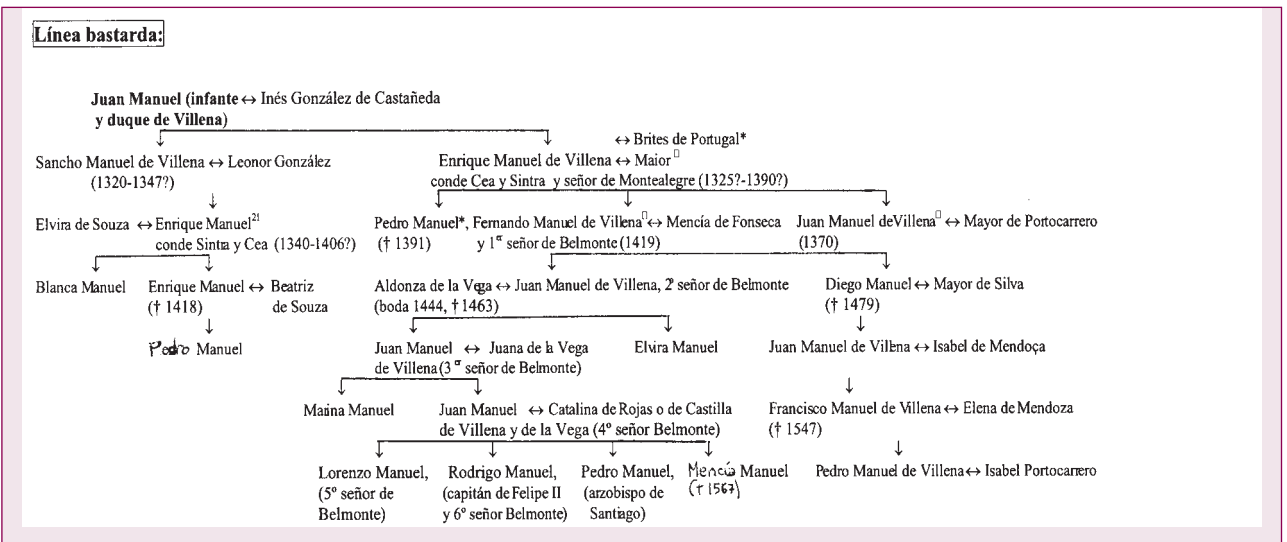 Línea bastarda:
Juan Manuel (infante ↔ Inés González de Castañeda
y duque de Villena)
↔ Brites de Portugal*
Sancho Manuel de Villena ↔ Leonor González
(1320-1347?)
Enrique Manuel de Villena ↔ Maior▯
conde Cea y Sintra y señor de Montealegre (1325?-1390?)
Elvira de Souza ↔ Enrique Manuel²¹
conde Sintra y Cea (1340-1406?)
Pedro Manuel*, Fernando Manuel de Villena▯ ↔ Mencía de Fonseca
(† 1391) y 1ᵉʳ señor de Belmonte (1419)
Juan Manuel deVillena▯ ↔ Mayor de Portocarrero
(1370)
Blanca Manuel
Enrique Manuel ↔ Beatriz
(† 1418) de Souza
Aldonza de la Vega ↔ Juan Manuel de Villena, 2º señor de Belmonte
(boda 1444, † 1463)
Diego Manuel ↔ Mayor de Silva
(† 1479)
Pedro Manuel
Juan Manuel ↔ Juana de la Vega
de Villena (3 ᵉʳ señor de Belmonte)
Elvira Manuel
Juan Manuel de Villena ↔ Isabel de Mendoça
Marina Manuel
Juan Manuel ↔ Catalina de Rojas o de Castilla
de Villena y de la Vega (4º señor Belmonte)
Francisco Manuel de Villena ↔ Elena de Mendoza
(† 1547)
Lorenzo Manuel,
(5º señor de
Belmonte)
Rodrigo Manuel,
(capitán de Felipe II
y 6º señor Belmonte)
Pedro Manuel,
(arzobispo de
Santiago)
Mencía Manuel
(† 1567)
Pedro Manuel de Villena ↔ Isabel Portocarrero